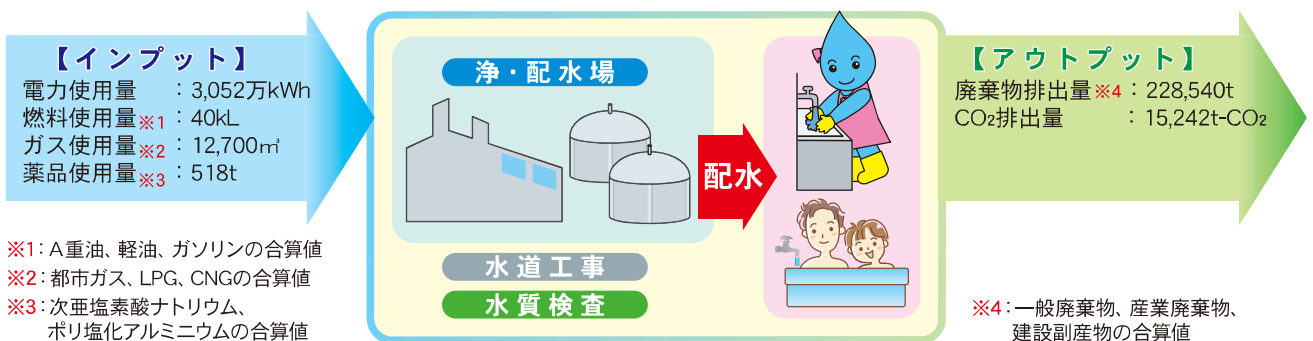 【インプット】
電力使用量 : 3,052万kWh
燃料使用量※1 : 40kL
ガス使用量※2 : 12,700㎥
薬品使用量※3 : 518t
※1:A重油、軽油、ガソリンの合算値
※2:都市ガス、LPG、CNGの合算値
※3:次亜塩素酸ナトリウム、
ポリ塩化アルミニウムの合算値
浄・配水場
配水
水道工事
水質検査
【アウトプット】
廃棄物排出量※4 : 228,540t
CO₂排出量 : 15,242t-CO₂
※4:一般廃棄物、産業廃棄物、
建設副産物の合算値